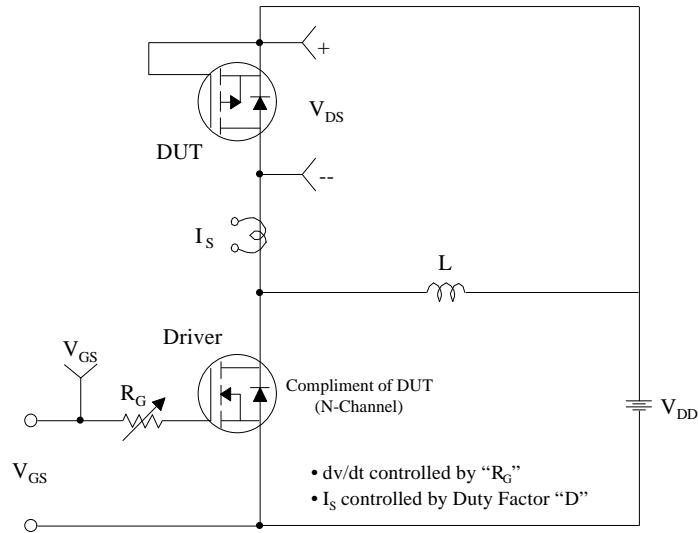 +
V_DS
DUT
--
I_S
L
Driver
V_GS
R_G
Compliment of DUT
(N-Channel)
V_DD
V_GS
• dv/dt controlled by “R_G”
• I_S controlled by Duty Factor “D”